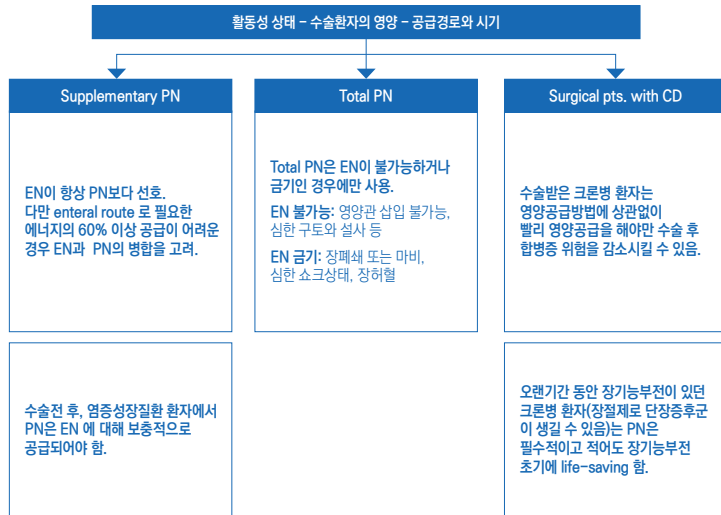 활동성 상태 – 수술환자의 영양 – 공급경로와 시기
Supplementary PN
EN이 항상 PN보다 선호.
다만 enteral route 로 필요한
에너지의 60% 이상 공급이 어려운
경우 EN과 PN의 병합을 고려.
수술전 후, 염증성장질환 환자에서
PN은 EN 에 대해 보충적으로
공급되어야 함.
Total PN
Total PN은 EN이 불가능하거나
금기인 경우에만 사용.
EN 불가능: 영양관 삽입 불가능,
심한 구토와 설사 등
EN 금기: 장폐쇄 또는 마비,
심한 쇼크상태, 장허혈
Surgical pts. with CD
수술받은 크론병 환자는
영양공급방법에 상관없이
빨리 영양공급을 해야만 수술 후
합병증 위험을 감소시킬 수 있음.
오랜기간 동안 장기능부전이 있던
크론병 환자(장절제로 단장증후군
이 생길 수 있음)는 PN은
필수적이고 적어도 장기능부전
초기에 life-saving 함.